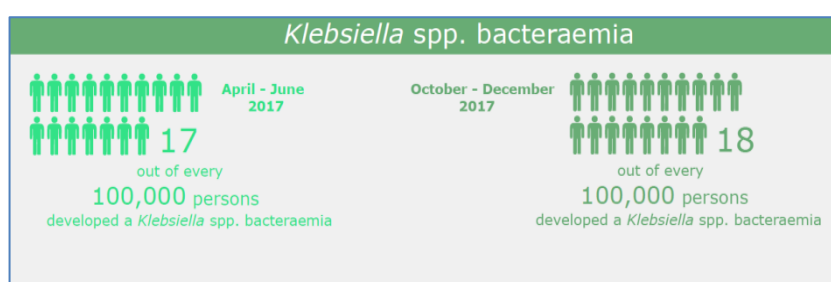 Klebsiella spp. bacteraemia
April - June
2017
17
out of every
100,000 persons
developed a Klebsiella spp. bacteraemia
October - December
2017
18
out of every
100,000 persons
developed a Klebsiella spp. bacteraemia